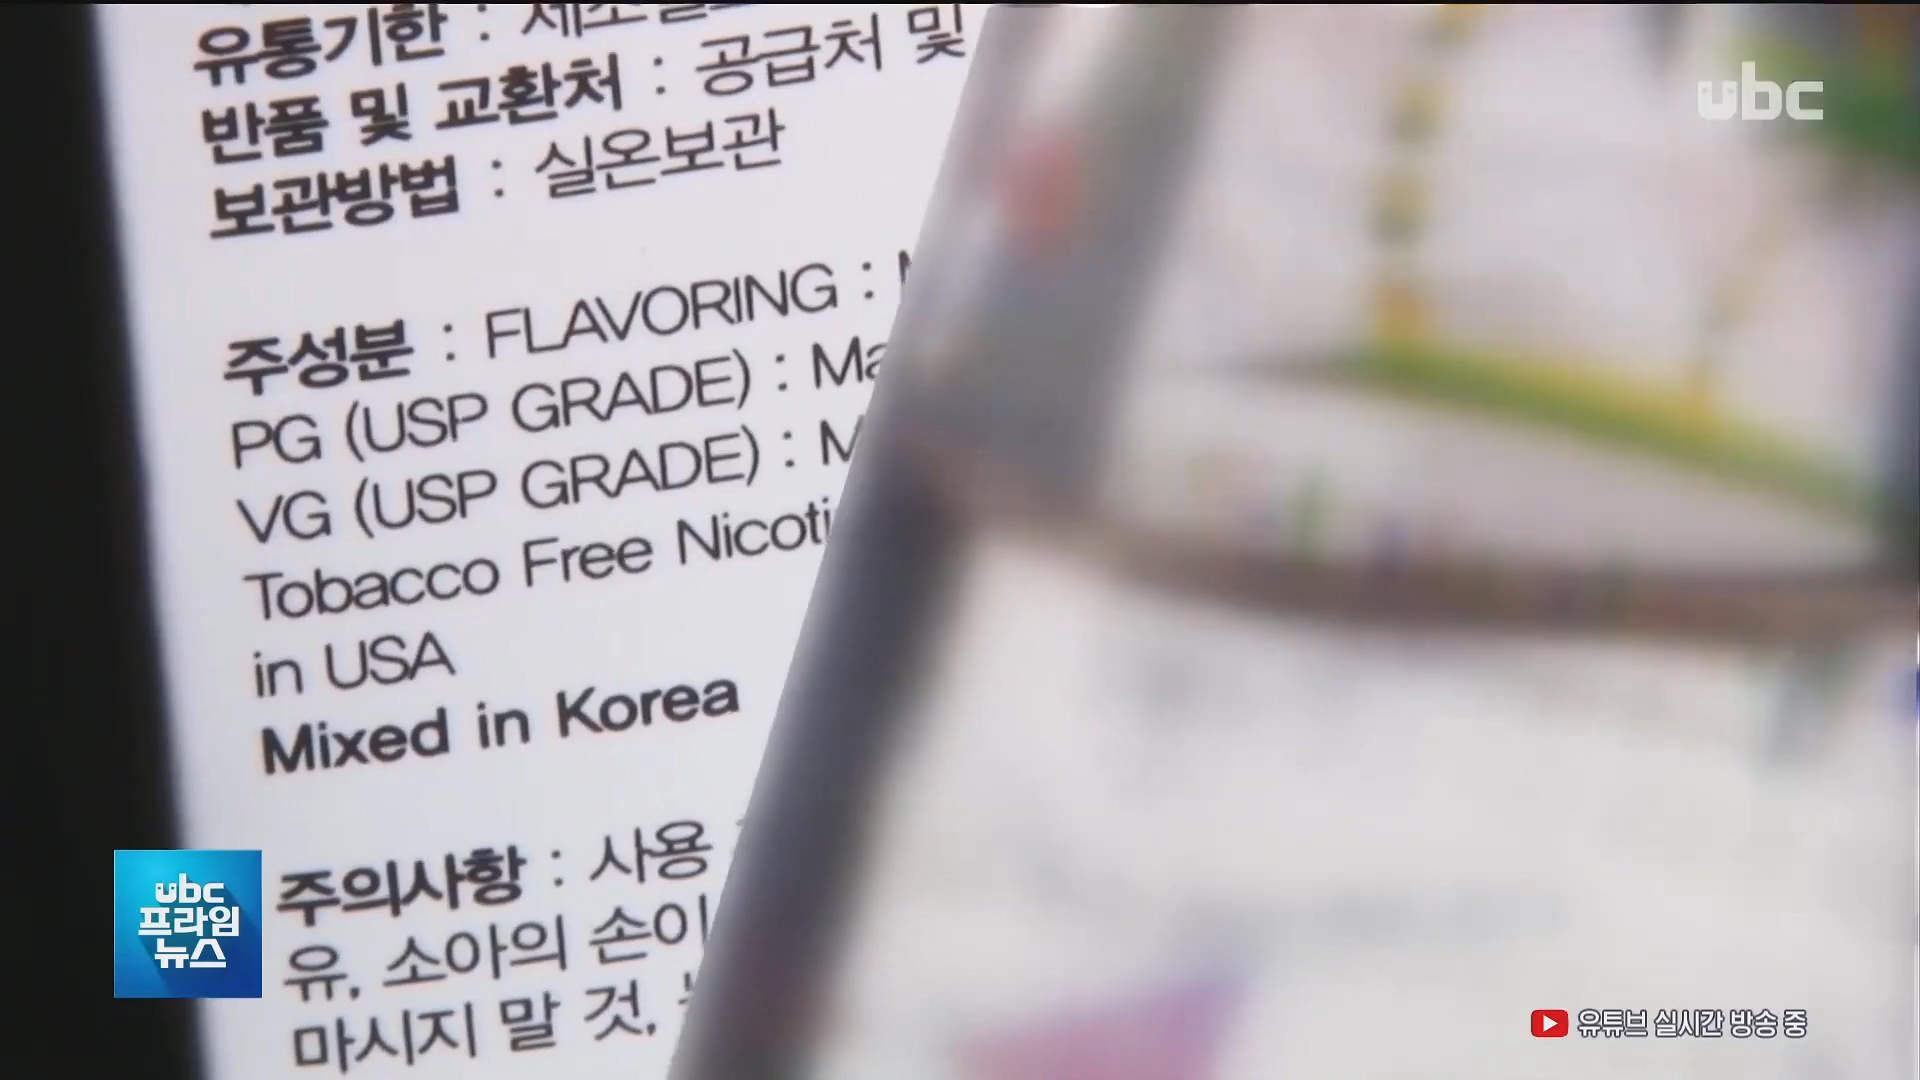 유통기한 :
반품 및 교환처 : 공급처 및
보관방법 : 실온보관
주성분 : FLAVORING :
PG (USP GRADE) : Ma
VG (USP GRADE) : M
Tobacco Free Nicoti
in USA
Mixed in Korea
주의사항 : 사용
유, 소아의 손이
마시지 말 것,
ubc
ubc
프라임
뉴스
유튜브 실시간 방송 중